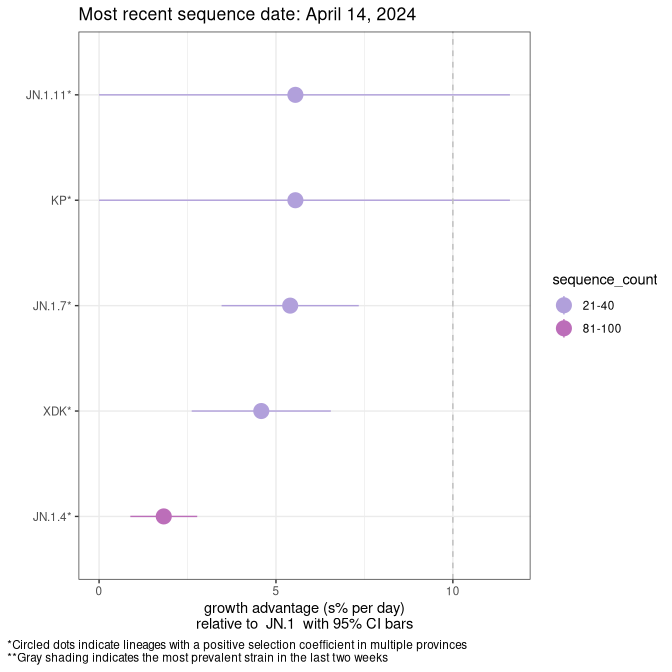 Most recent sequence date: April 14, 2024
JN.1.11*
KP*
JN.1.7*
XDK*
JN.1.4*
sequence_count
21-40
81-100
0 5 10
growth advantage (s% per day)
relative to JN.1 with 95% CI bars
*Circled dots indicate lineages with a positive selection coefficient in multiple provinces
**Gray shading indicates the most prevalent strain in the last two weeks